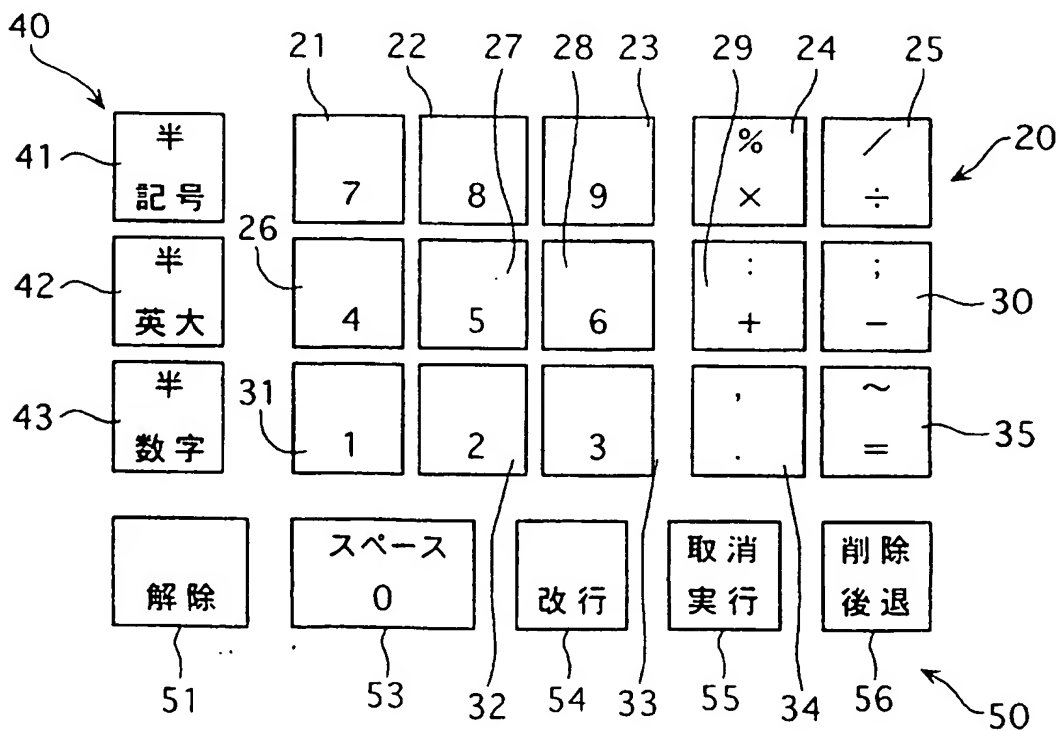 40 21 22 27 28 23 29 24 25
半 % ／
41 20
記号 7 8 9 × ÷
26
半 : ;
42 30
英大 4 5 6 + −
半 31 , ~
43 35
数字 1 2 3 . =
スペース 取消 削除
解除 0 改行 実行 後退
51 53 32 54 33 55 34 56 50